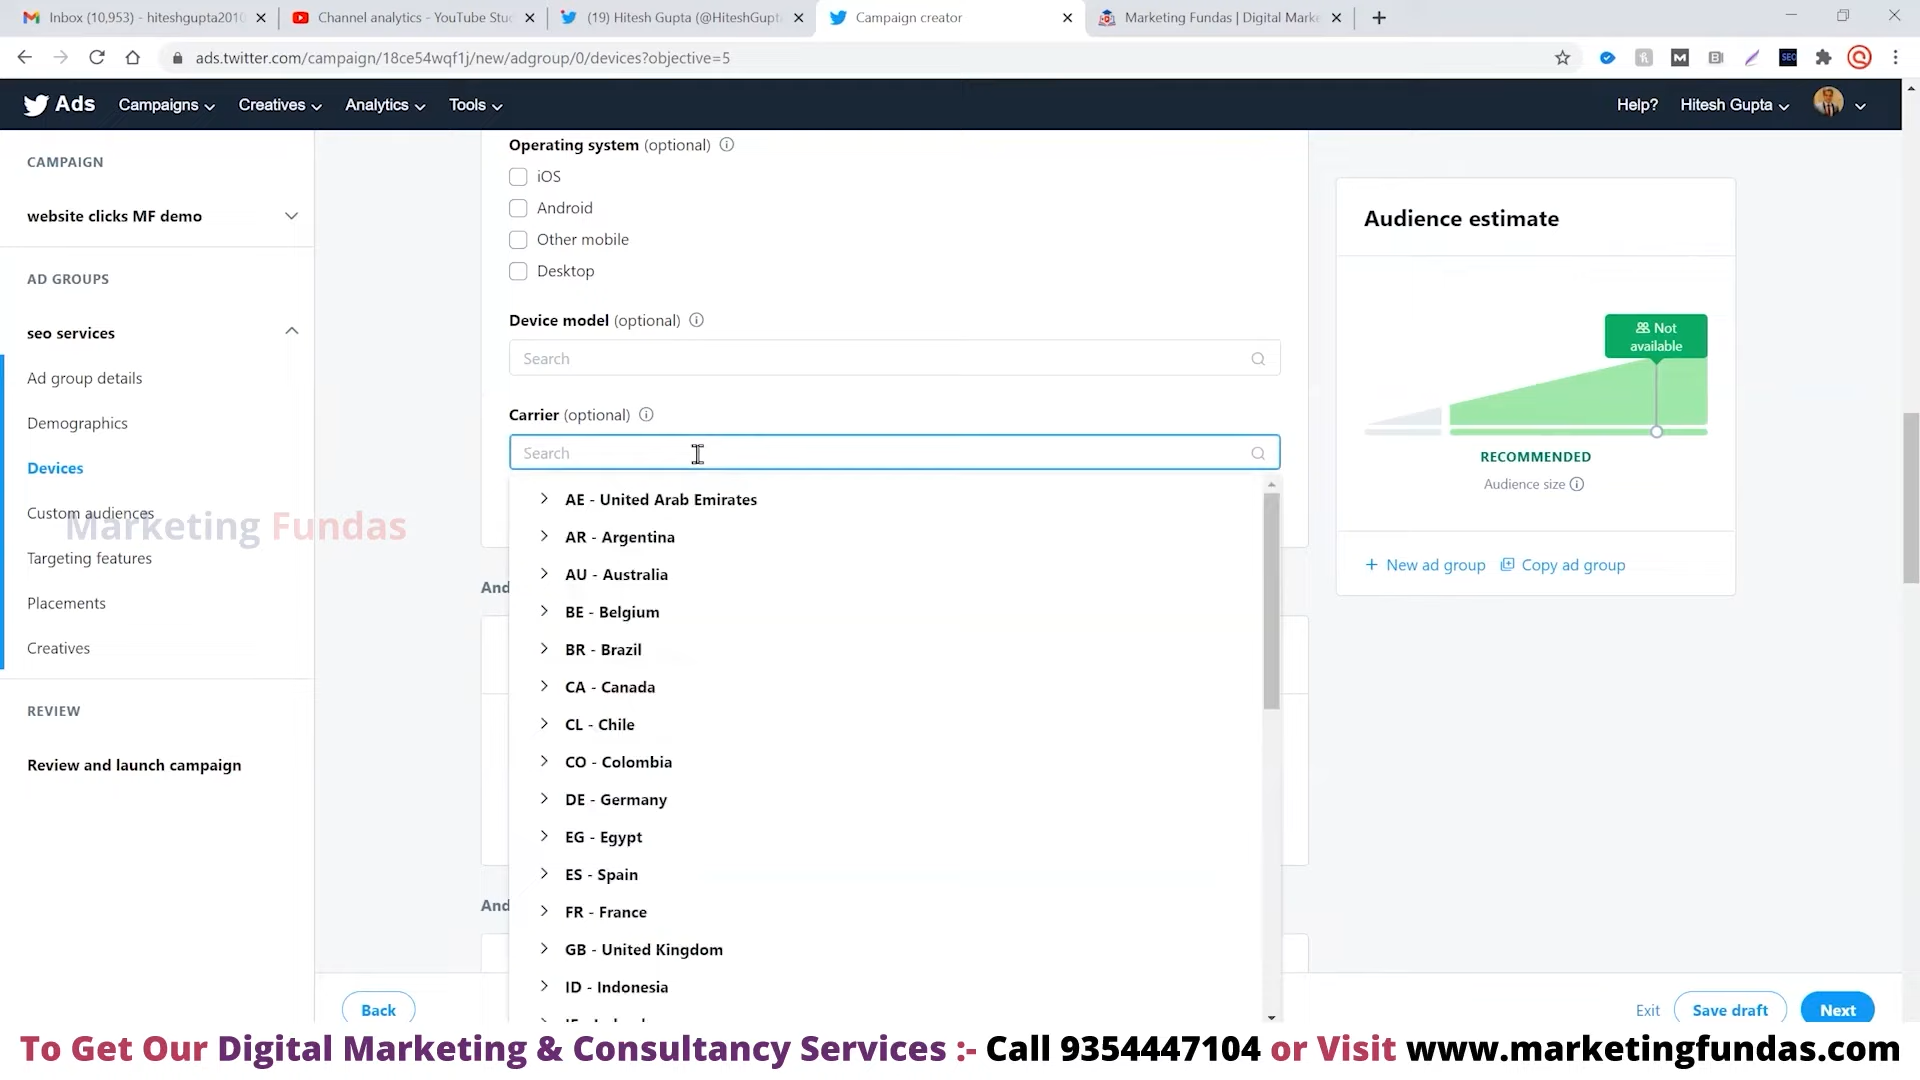 Inbox (10,953) - hiteshgupta2010
Channel analytics - YouTube Stu
(19) Hitesh Gupta (@HiteshGupt
Campaign creator
Marketing Fundas | Digital Marke
ads.twitter.com/campaign/18ce54wqf1j/new/adgroup/0/devices?objective=5
Ads
Campaigns
Creatives
Analytics
Tools
Help?
Hitesh Gupta
CAMPAIGN
website clicks MF demo
AD GROUPS
seo services
Ad group details
Demographics
Devices
Custom audiences
Targeting features
Placements
Creatives
REVIEW
Review and launch campaign
Marketing Fundas
Operating system (optional)
iOS
Android
Other mobile
Desktop
Device model (optional)
Search
Carrier (optional)
Search
AE - United Arab Emirates
AR - Argentina
AU - Australia
BE - Belgium
BR - Brazil
CA - Canada
CL - Chile
CO - Colombia
DE - Germany
EG - Egypt
ES - Spain
FR - France
GB - United Kingdom
ID - Indonesia
And
And
Audience estimate
Not
available
RECOMMENDED
Audience size
+ New ad group
Copy ad group
Back
Exit
Save draft
Next
To Get Our Digital Marketing & Consultancy Services :- Call 9354447104 or Visit www.marketingfundas.com